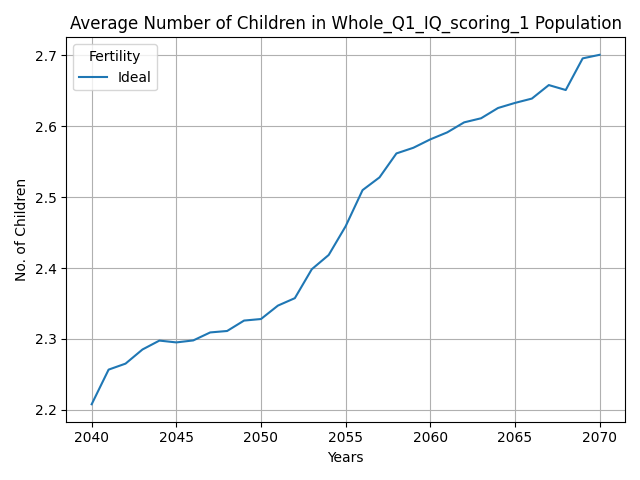 Average Number of Children in Whole_Q1_IQ_scoring_1 Population
Fertility
Ideal
No. of Children
2.7
2.6
2.5
2.4
2.3
2.2
2040 2045 2050 2055 2060 2065 2070
Years